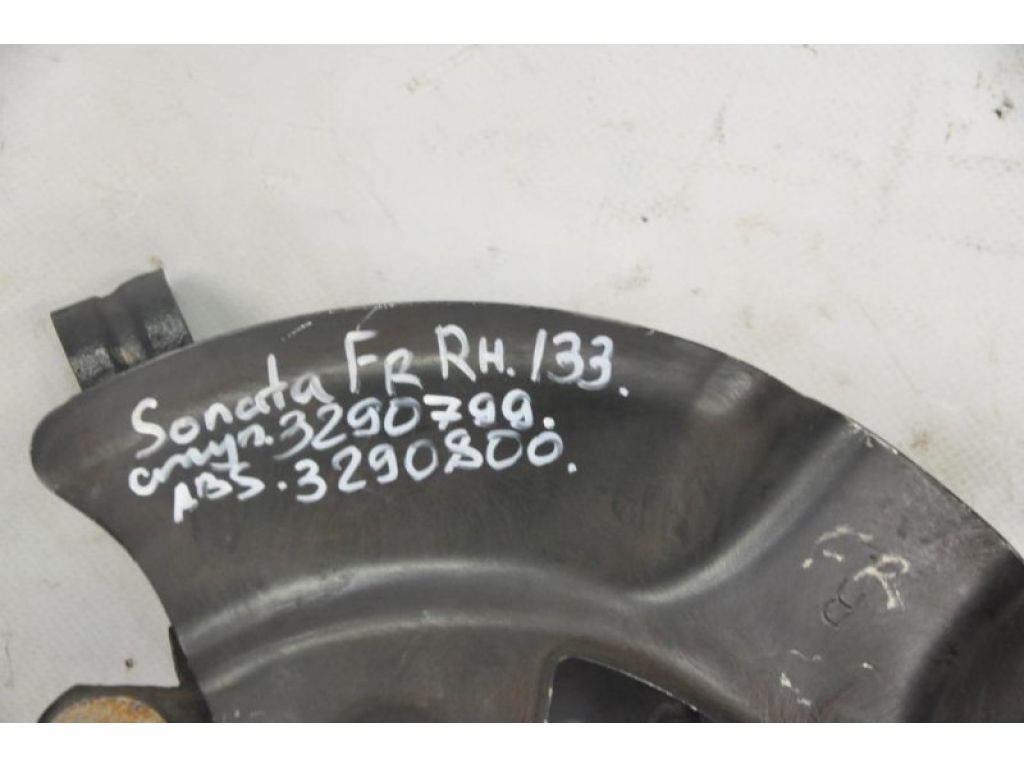 Sonata FR RH. 133.
ступ. 3290799.
ABS. 3290800.